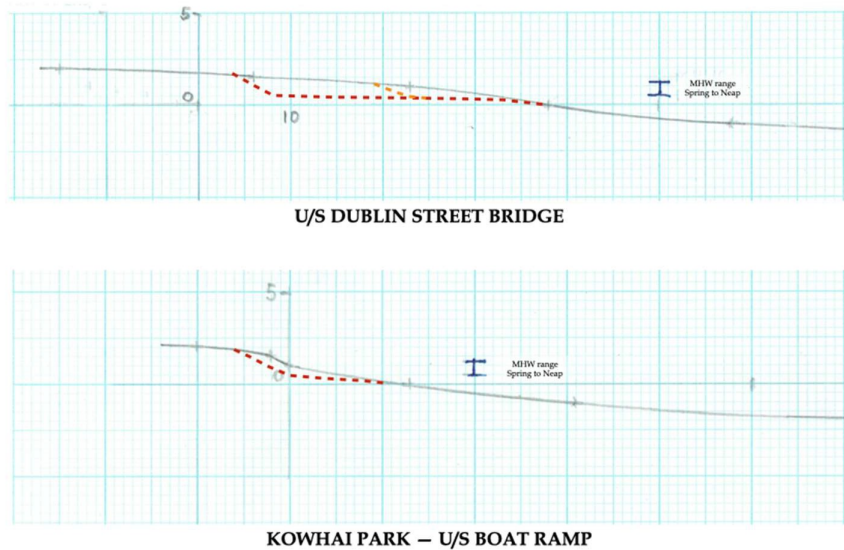 5
MHW range
Spring to Neap
0
10
U/S DUBLIN STREET BRIDGE
5
MHW range
Spring to Neap
0
KOWHAI PARK – U/S BOAT RAMP